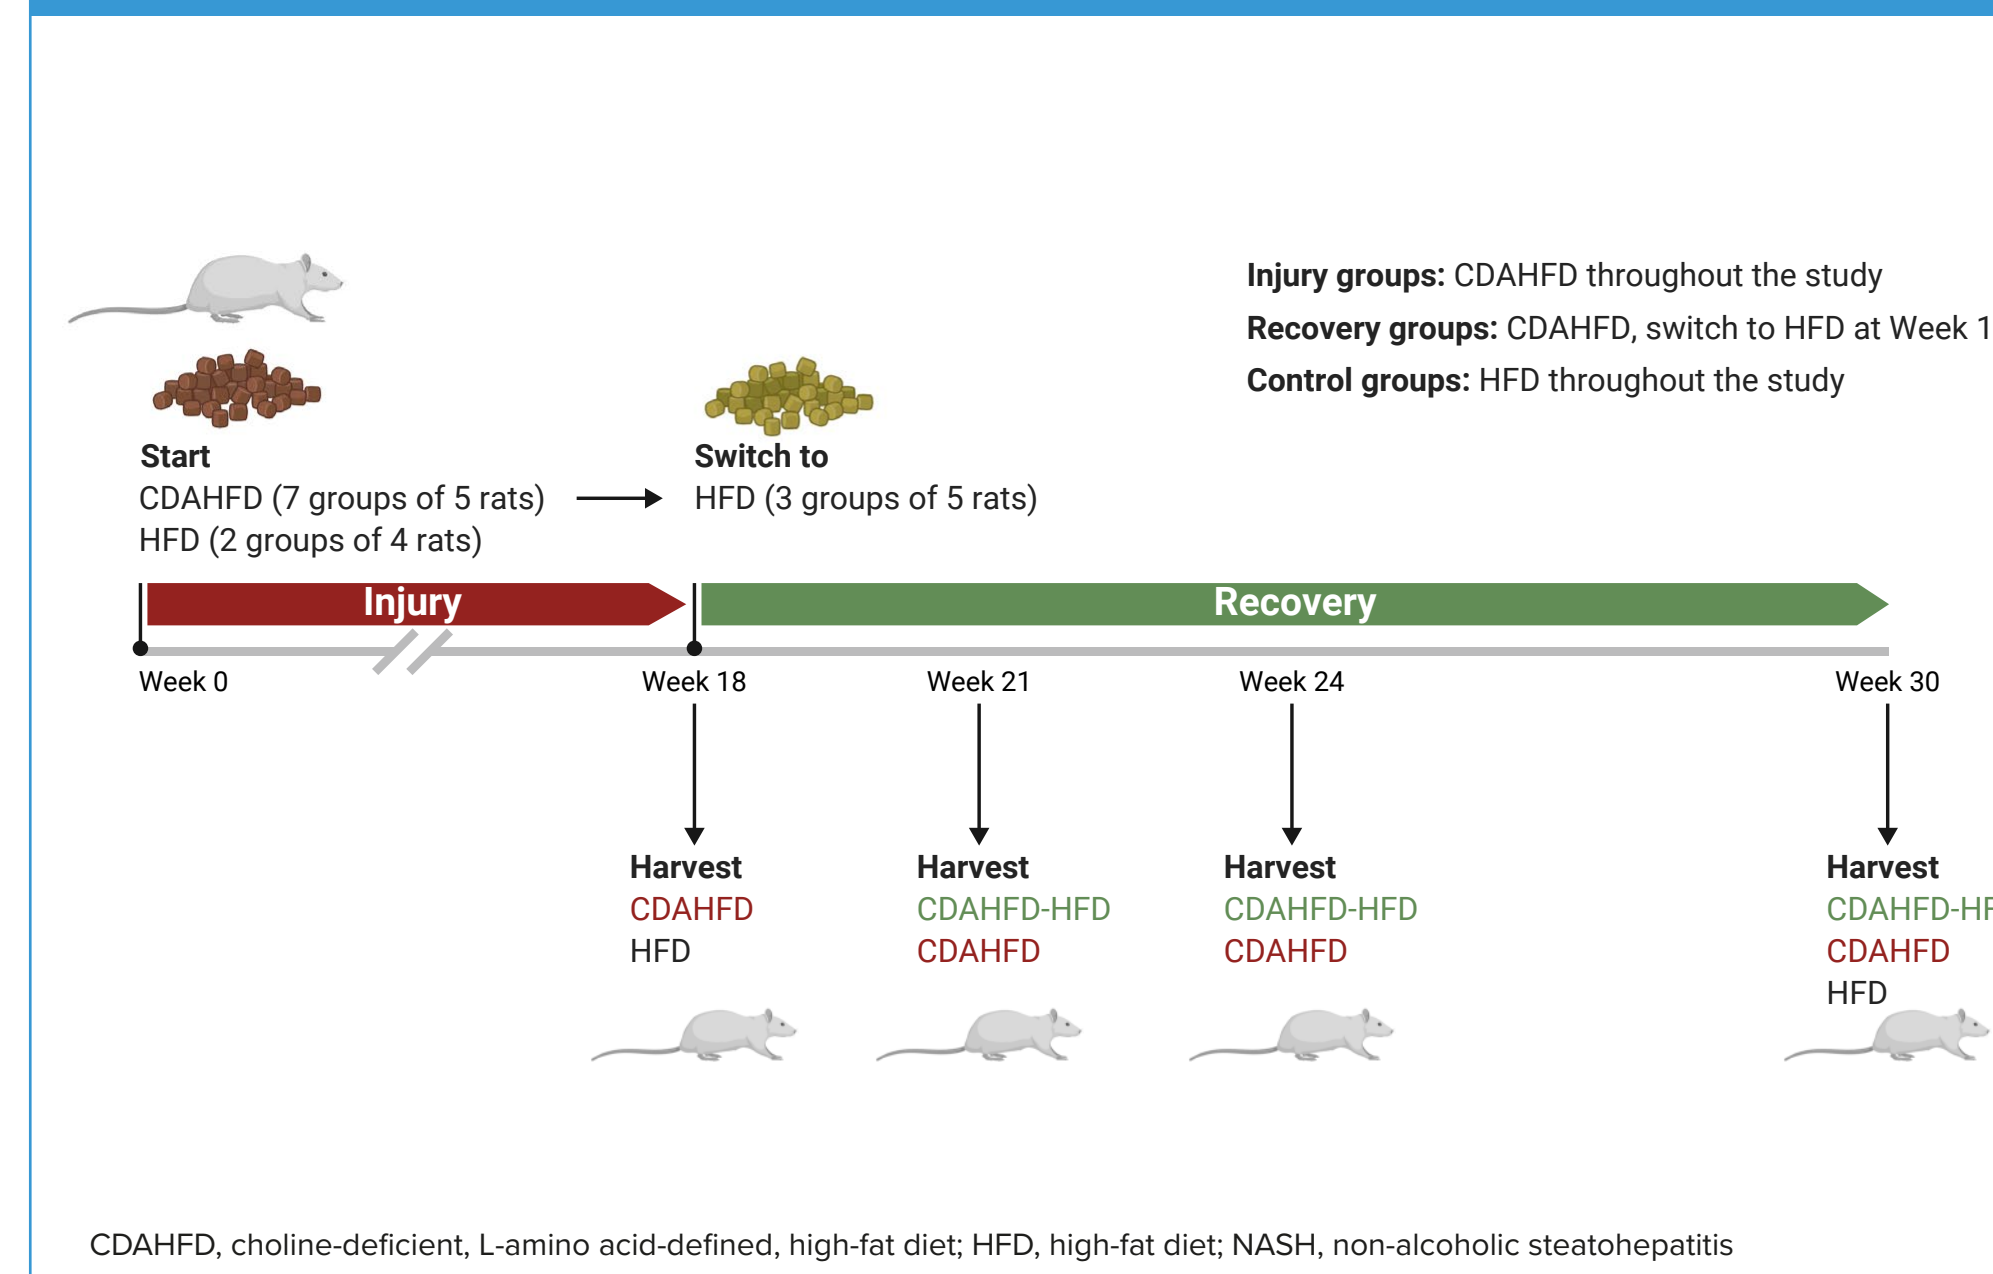 Injury groups: CDAHFD throughout the study
Recovery groups: CDAHFD, switch to HFD at Week 1
Control groups: HFD throughout the study
Start
CDAHFD (7 groups of 5 rats)
HFD (2 groups of 4 rats)
Switch to
HFD (3 groups of 5 rats)
Injury
Recovery
Week 0
Week 18
Week 21
Week 24
Week 30
Harvest
CDAHFD
HFD
Harvest
CDAHFD-HFD
CDAHFD
Harvest
CDAHFD-HFD
CDAHFD
Harvest
CDAHFD-HF
CDAHFD
HFD
CDAHFD, choline-deficient, L-amino acid-defined, high-fat diet; HFD, high-fat diet; NASH, non-alcoholic steatohepatitis